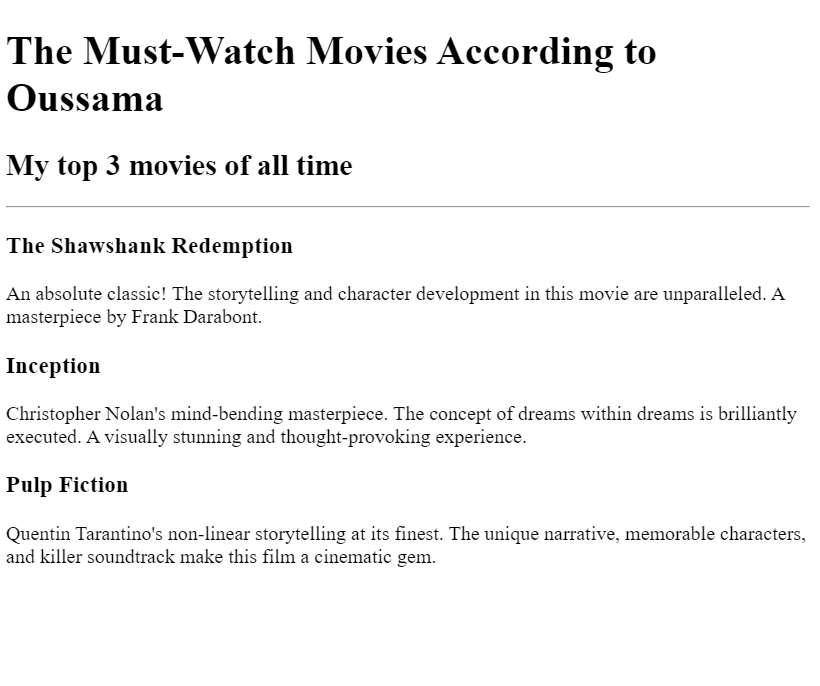 The Must-Watch Movies According to
Oussama
My top 3 movies of all time
The Shawshank Redemption
An absolute classic! The storytelling and character development in this movie are unparalleled. A
masterpiece by Frank Darabont.
Inception
Christopher Nolan's mind-bending masterpiece. The concept of dreams within dreams is brilliantly
executed. A visually stunning and thought-provoking experience.
Pulp Fiction
Quentin Tarantino's non-linear storytelling at its finest. The unique narrative, memorable characters,
and killer soundtrack make this film a cinematic gem.